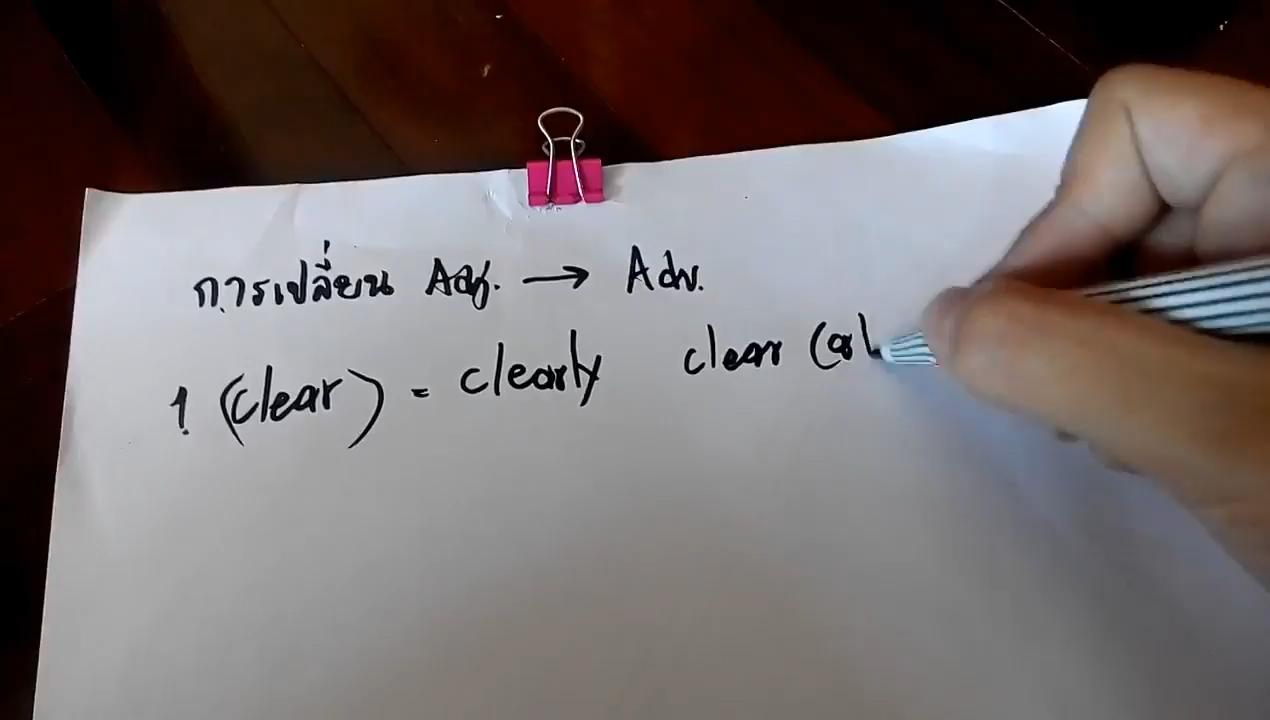 การเปลี่ยน Adj. → Adv.
1 (clear) = clearly clear